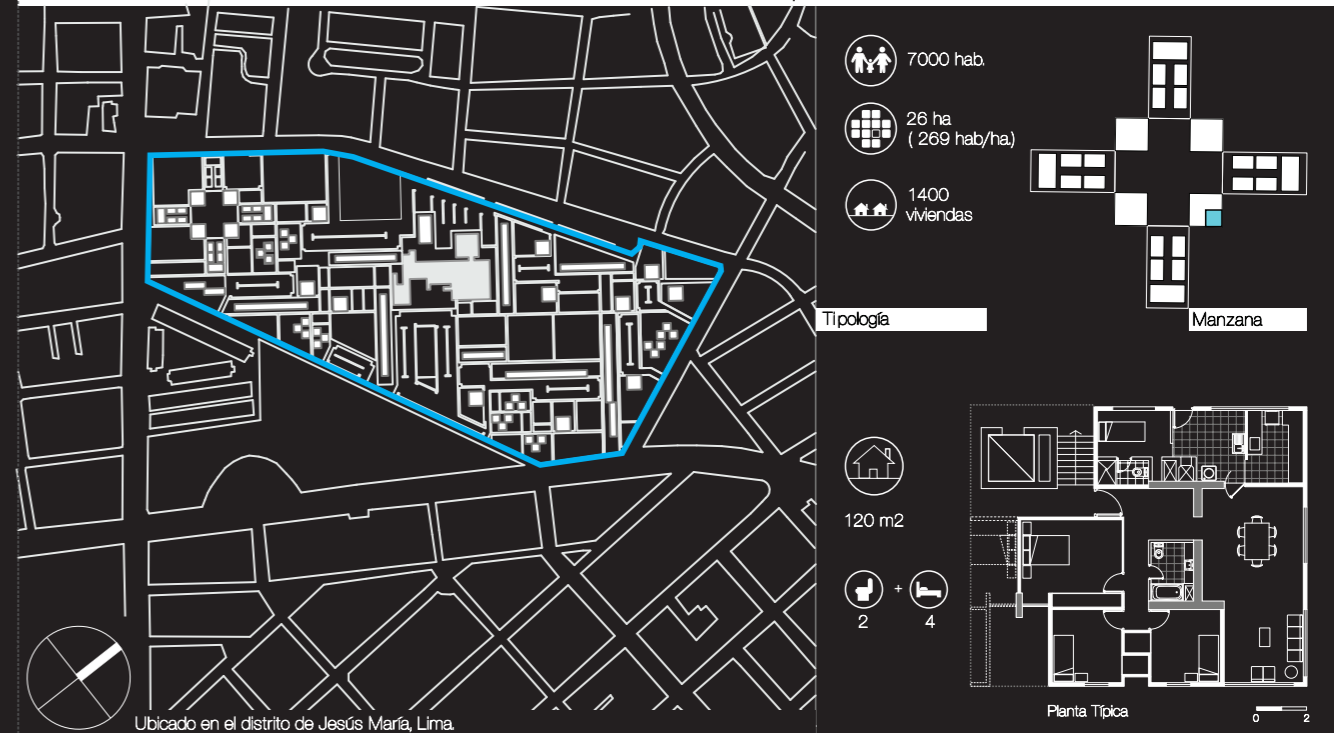 7000 hab.
26 ha
( 269 hab/ha.)
1400
viviendas
Tipología
Manzana
120 m2
+
2
4
Planta Típica
0
2
Ubicado en el distrito de Jesús María, Lima.